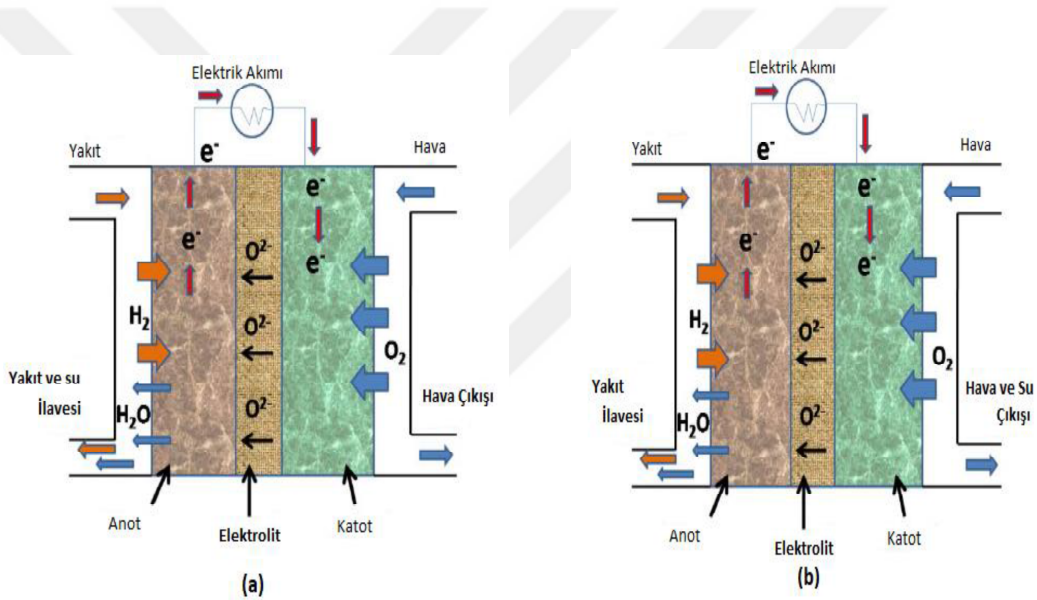 Elektrik Akımı
Yakıt
Hava
e-
e-
e-
e-
O2-
H2
O2-
O2
Yakıt ve su
İlavesi
H2O
O2-
Hava Çıkışı
Anot
Elektrolit
Katot
(a)
Elektrik Akımı
Yakıt
Hava
e-
e-
e-
e-
O2-
H2
O2-
O2
Yakıt
İlavesi
H2O
O2-
Hava ve Su
Çıkışı
Anot
Elektrolit
Katot
(b)